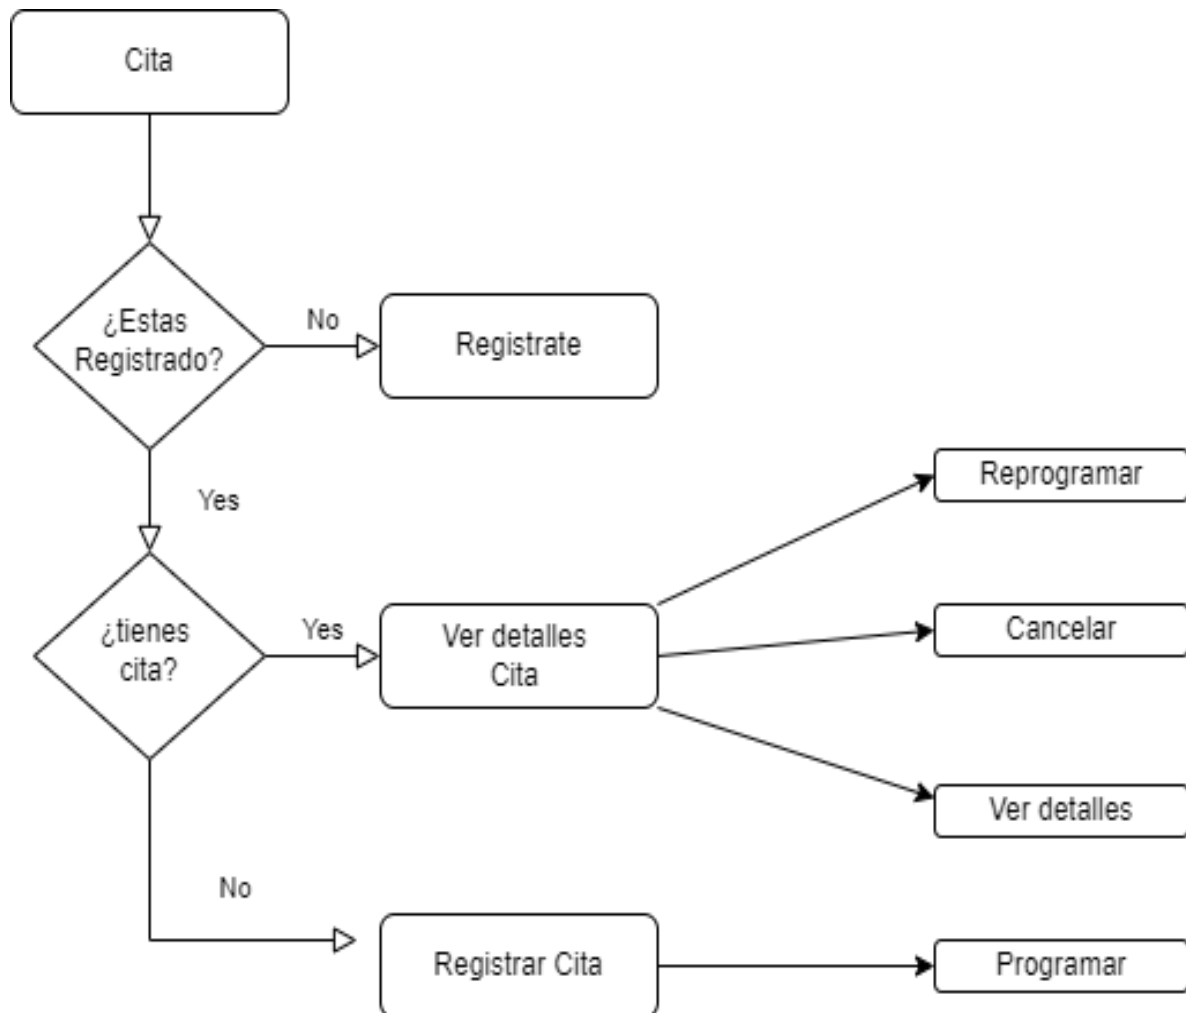 Cita
¿Estas
Registrado?
No
Registrate
Yes
Reprogramar
¿tienes
cita?
Yes
Ver detalles
Cita
Cancelar
Ver detalles
No
Registrar Cita
Programar